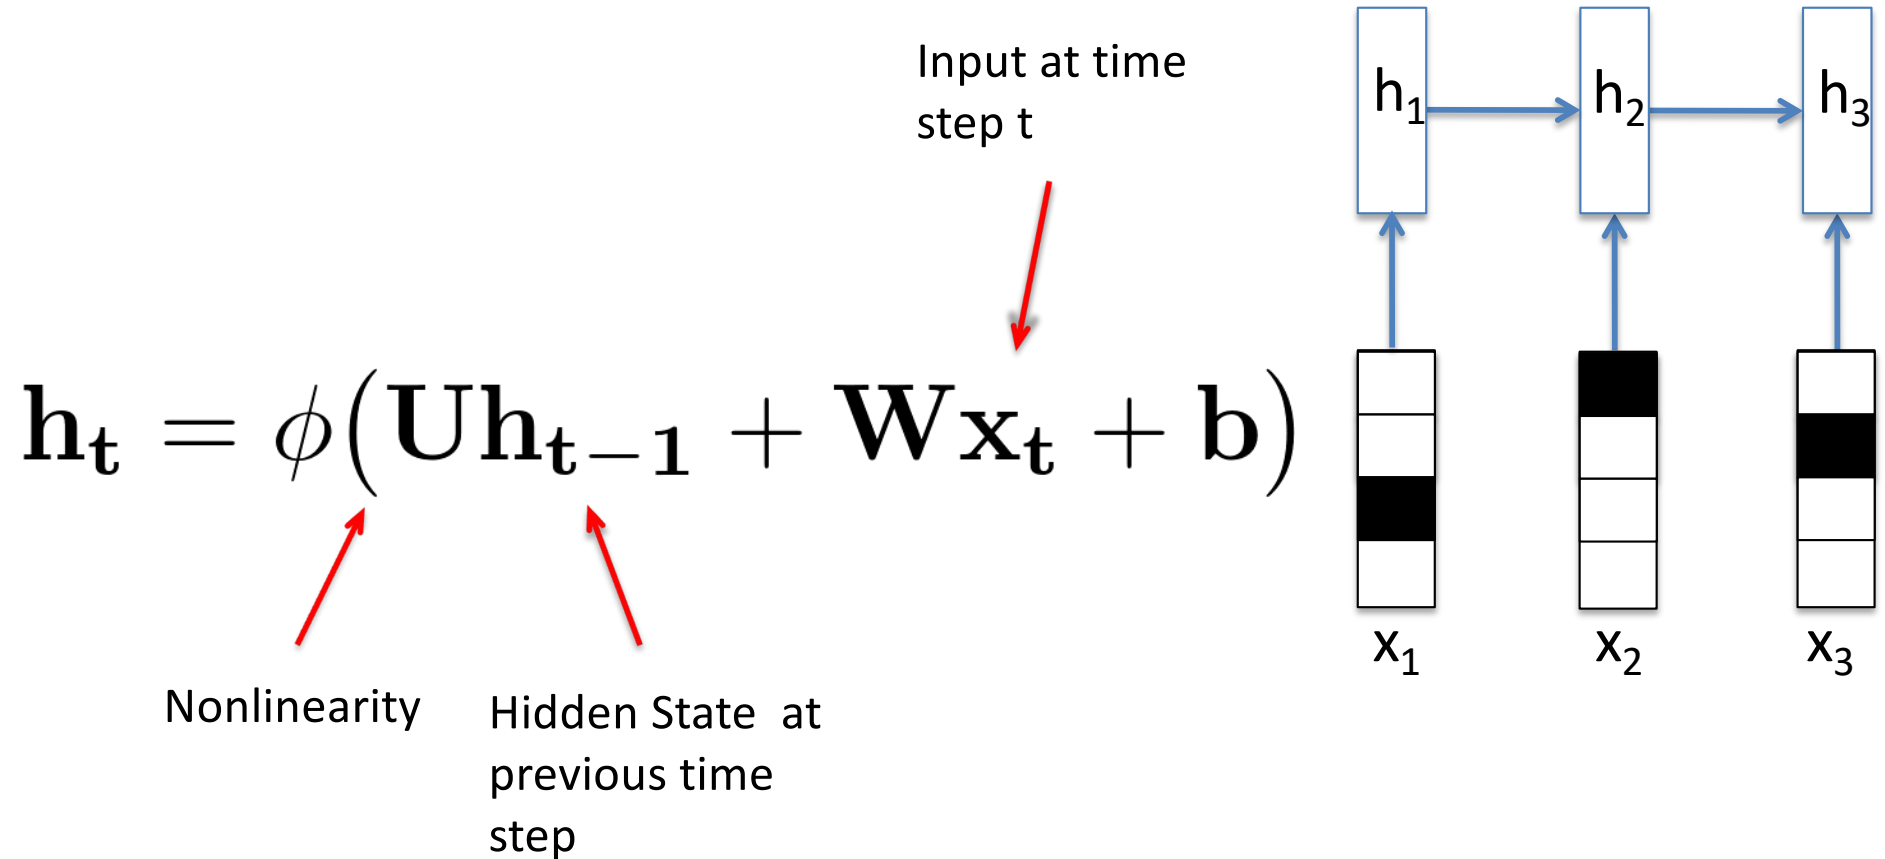 Input at time
step t
h₁
h₂
h₃
hₜ = ϕ(Uhₜ₋₁ + Wxₜ + b)
x₁
x₂
x₃
Nonlinearity
Hidden State at
previous time
step